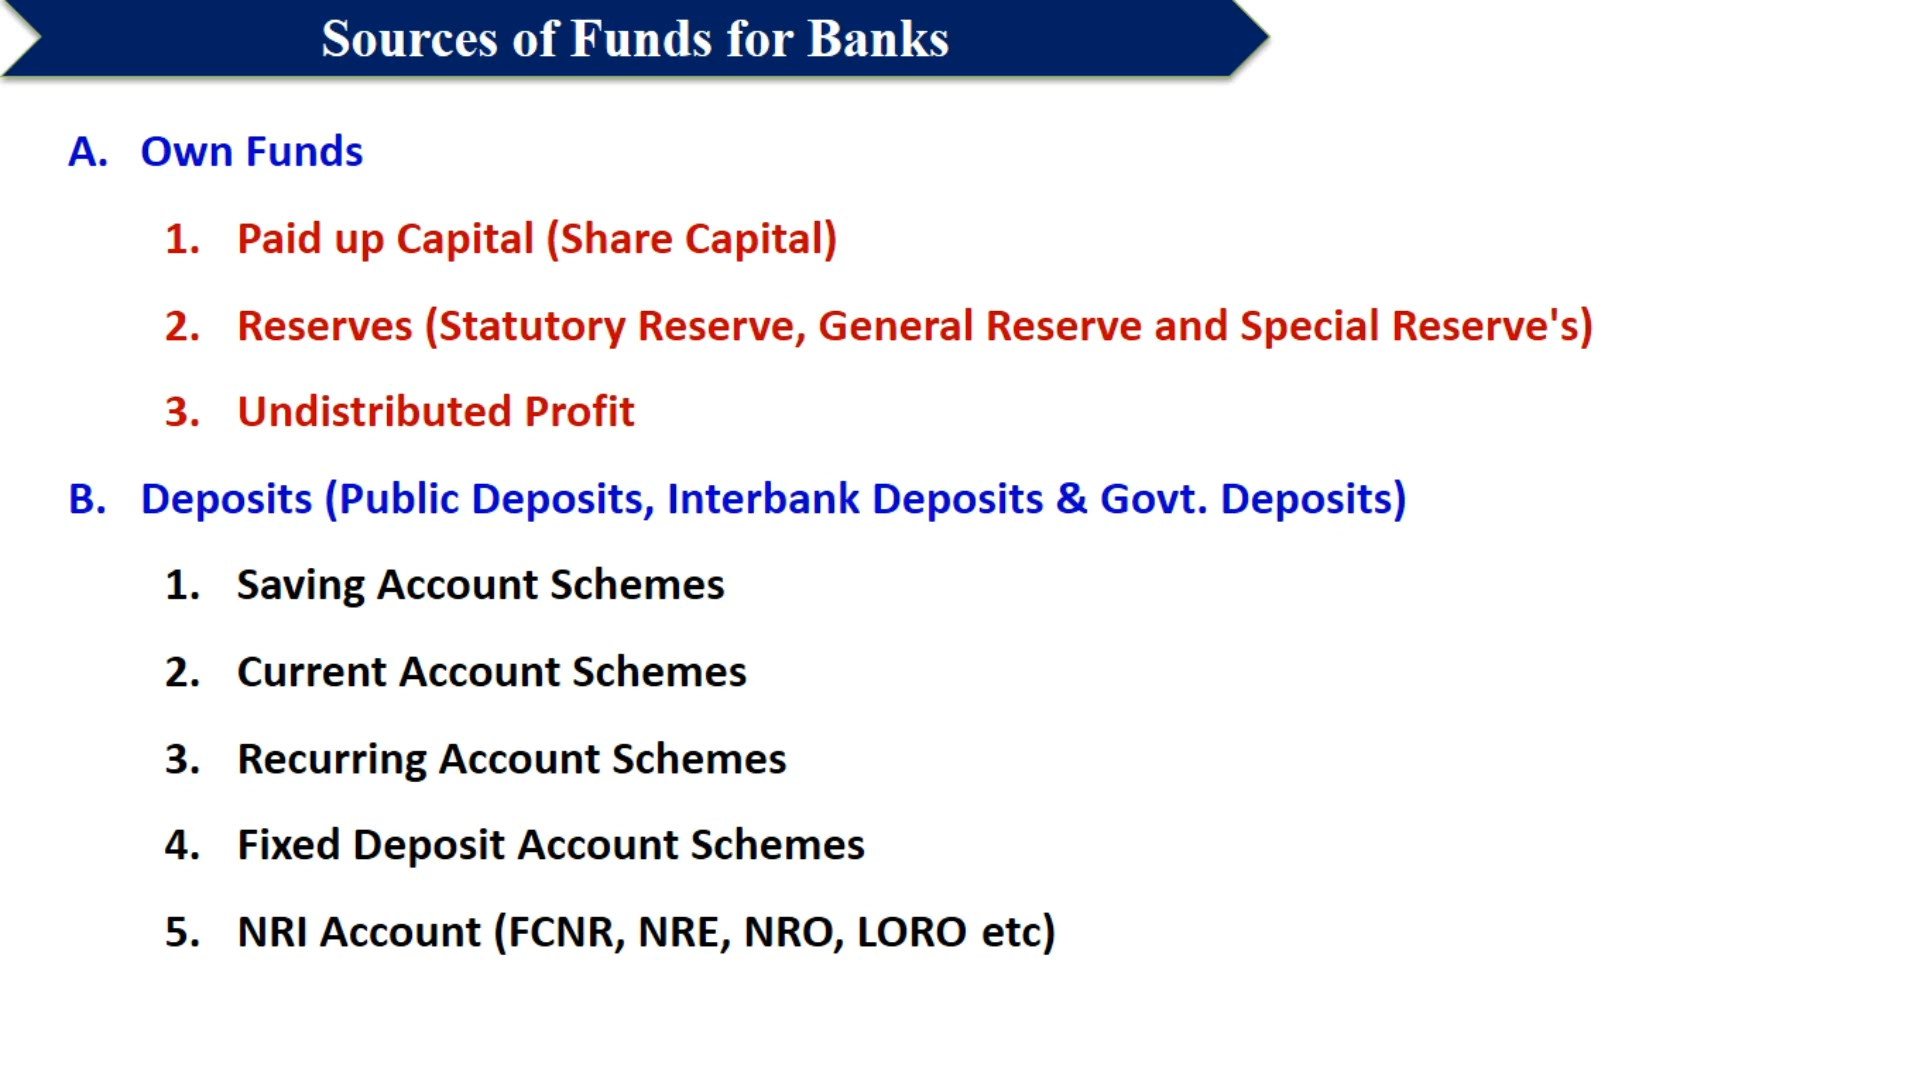 Sources of Funds for Banks
A. Own Funds
1. Paid up Capital (Share Capital)
2. Reserves (Statutory Reserve, General Reserve and Special Reserve's)
3. Undistributed Profit
B. Deposits (Public Deposits, Interbank Deposits & Govt. Deposits)
1. Saving Account Schemes
2. Current Account Schemes
3. Recurring Account Schemes
4. Fixed Deposit Account Schemes
5. NRI Account (FCNR, NRE, NRO, LORO etc)